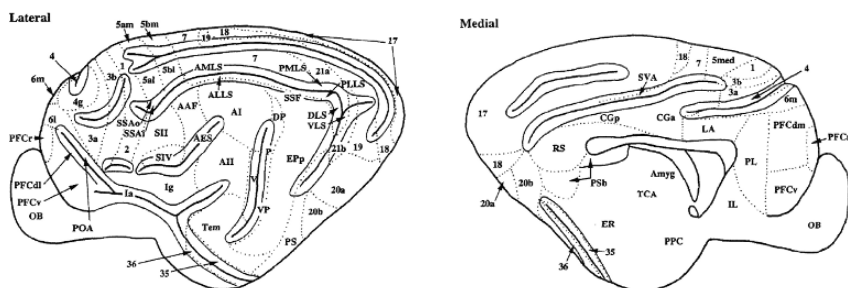 Lateral
5am
5bm
7
19
18
17
4
6m
4g
3b
1
5al
5bl
AMLS
7
PMLS
21a
PLLS
ALLS
SSF
AAF
SSAo
SSAi
SII
AI
DP
DLS
VLS
PFCr
6l
3a
2
SIV
AES
AII
P
EPp
21b
19
18
PFCdl
PFCv
OB
Ia
Ig
V
VP
20a
20b
POA
Tem
PS
36
35
Medial
18
7
5med
1
3b
3a
4
6m
SVA
17
CGp
CGa
LA
PFCdm
PFCr
RS
PL
18
20b
20a
PSb
Amyg
TCA
IL
PFCv
OB
ER
PPC
36
35